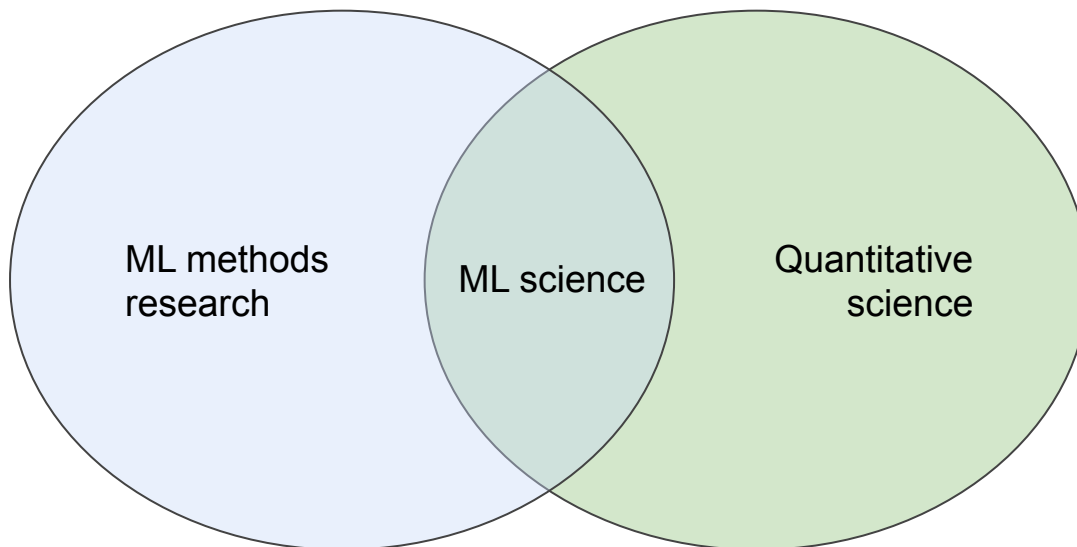 ML methods
research
ML science
Quantitative
science